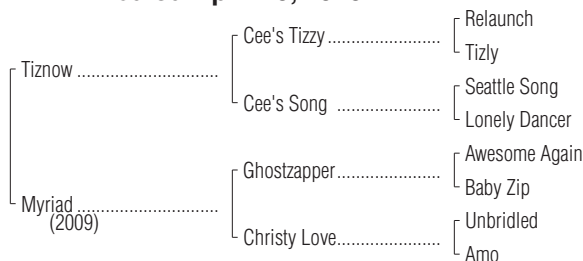 Relaunch
Cee's Tizzy
Tizly
Tiznow
Seattle Song
Cee's Song
Lonely Dancer
Awesome Again
Ghostzapper
Baby Zip
Myriad
(2009)
Unbridled
Christy Love
Amo